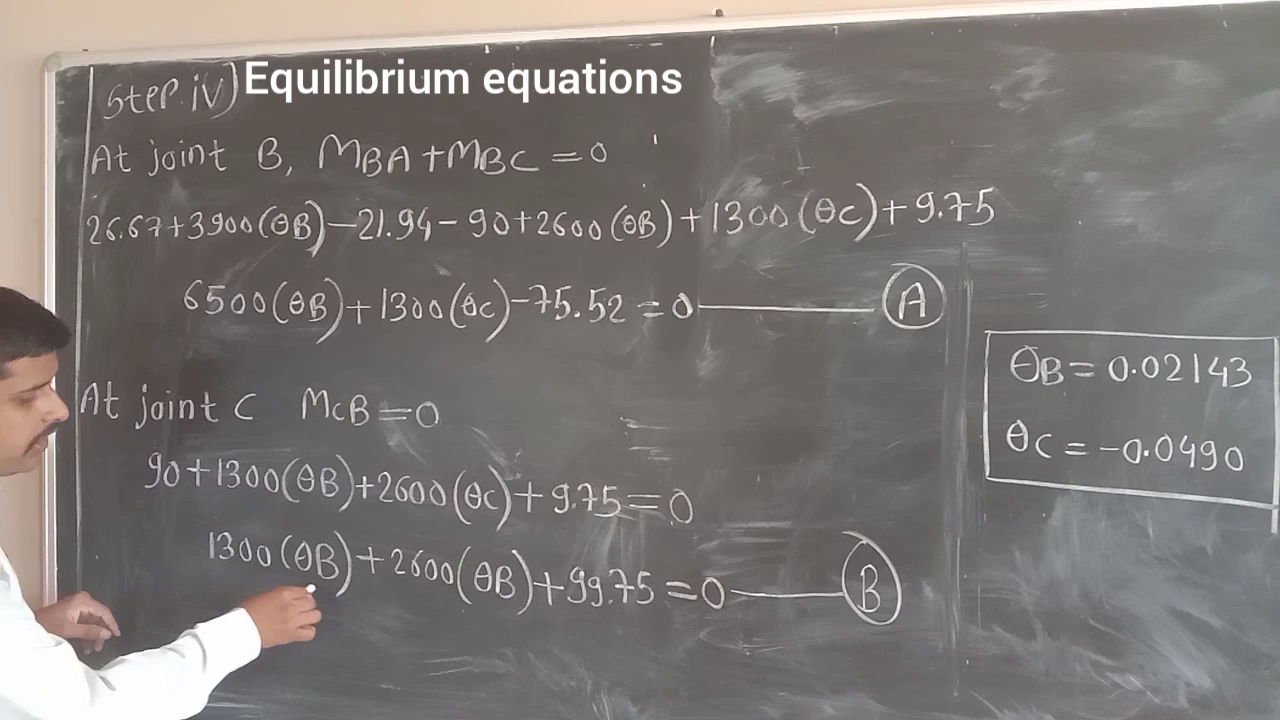 Step. iv) Equilibrium equations
At joint B, MBA + MBC = 0
26.67+3900(θB)-21.94-90+2600(θB)+1300(θC)+9.75
6500(θB)+1300(θC)-75.52=0 A
At joint C MCB=0
90+1300(θB)+2600(θC)+9.75=0
1300(θB)+2600(θB)+99.75=0 B
θB = 0.02143
θC = -0.0490